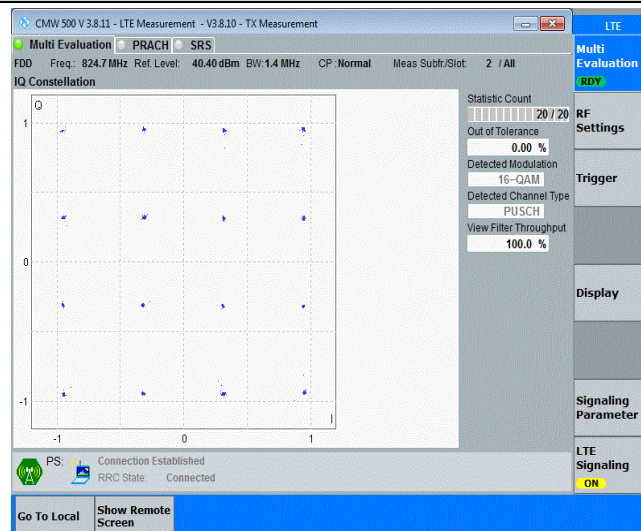 CMW 500 V 3.8.11 - LTE Measurement - V3.8.10 - TX Measurement
LTE
Multi Evaluation PRACH SRS
Multi
Evaluation
RDY
FDD Freq.: 824.7 MHz Ref. Level: 40.40 dBm BW: 1.4 MHz CP: Normal Meas Subfr./Slot: 2 / All
IQ Constellation
Q
1
0
-1
-1
0
1
I
Statistic Count
20 / 20
Out of Tolerance
0.00 %
Detected Modulation
16-QAM
Detected Channel Type
PUSCH
View Filter Throughput
100.0 %
RF
Settings
Trigger
Display
Signaling
Parameter
LTE
Signaling
ON
PS: Connection Established
RRC State: Connected
Go To Local
Show Remote
Screen